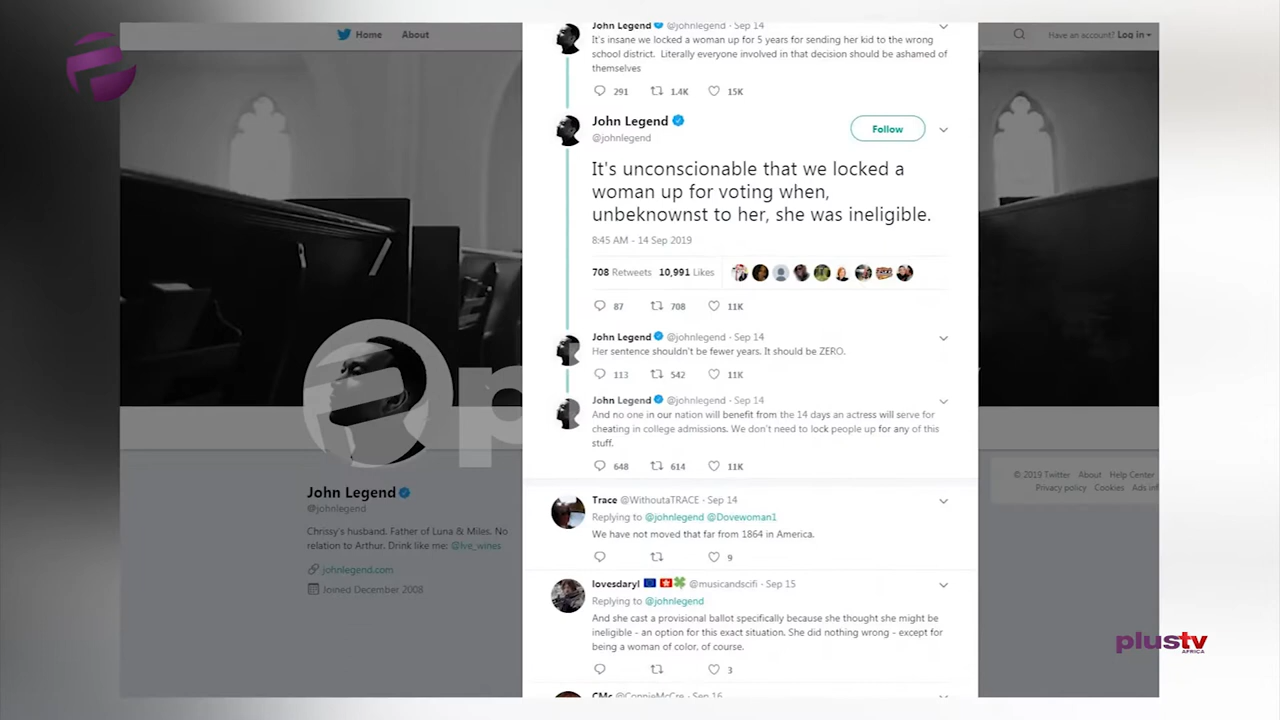 Home About
Have an account? Log in
John Legend @johnlegend · Sep 14
It's insane we locked a woman up for 5 years for sending her kid to the wrong
school district. Literally everyone involved in that decision should be ashamed of
themselves
291 1.4K 15K
John Legend
@johnlegend
Follow
It's unconscionable that we locked a
woman up for voting when,
unbeknownst to her, she was ineligible.
8:45 AM - 14 Sep 2019
708 Retweets 10,991 Likes
87 708 11K
John Legend @johnlegend · Sep 14
Her sentence shouldn't be fewer years. It should be ZERO.
113 542 11K
John Legend @johnlegend · Sep 14
And no one in our nation will benefit from the 14 days an actress will serve for
cheating in college admissions. We don't need to lock people up for any of this
stuff.
648 614 11K
Trace @WithoutaTRACE · Sep 14
Replying to @johnlegend @Dovewoman1
We have not moved that far from 1864 in America.
9
lovesdaryl @musicandscifi · Sep 15
Replying to @johnlegend
And she cast a provisional ballot specifically because she thought she might be
ineligible - an option for this exact situation. She did nothing wrong - except for
being a woman of color, of course.
3
CMc @ConnieMcCre · Sep 16
John Legend
@johnlegend
Chrissy's husband. Father of Luna & Miles. No
relation to Arthur. Drink like me: @lve_wines
johnlegend.com
Joined December 2008
© 2019 Twitter About Help Center
Privacy policy Cookies Ads
p
plustv
AFRICA